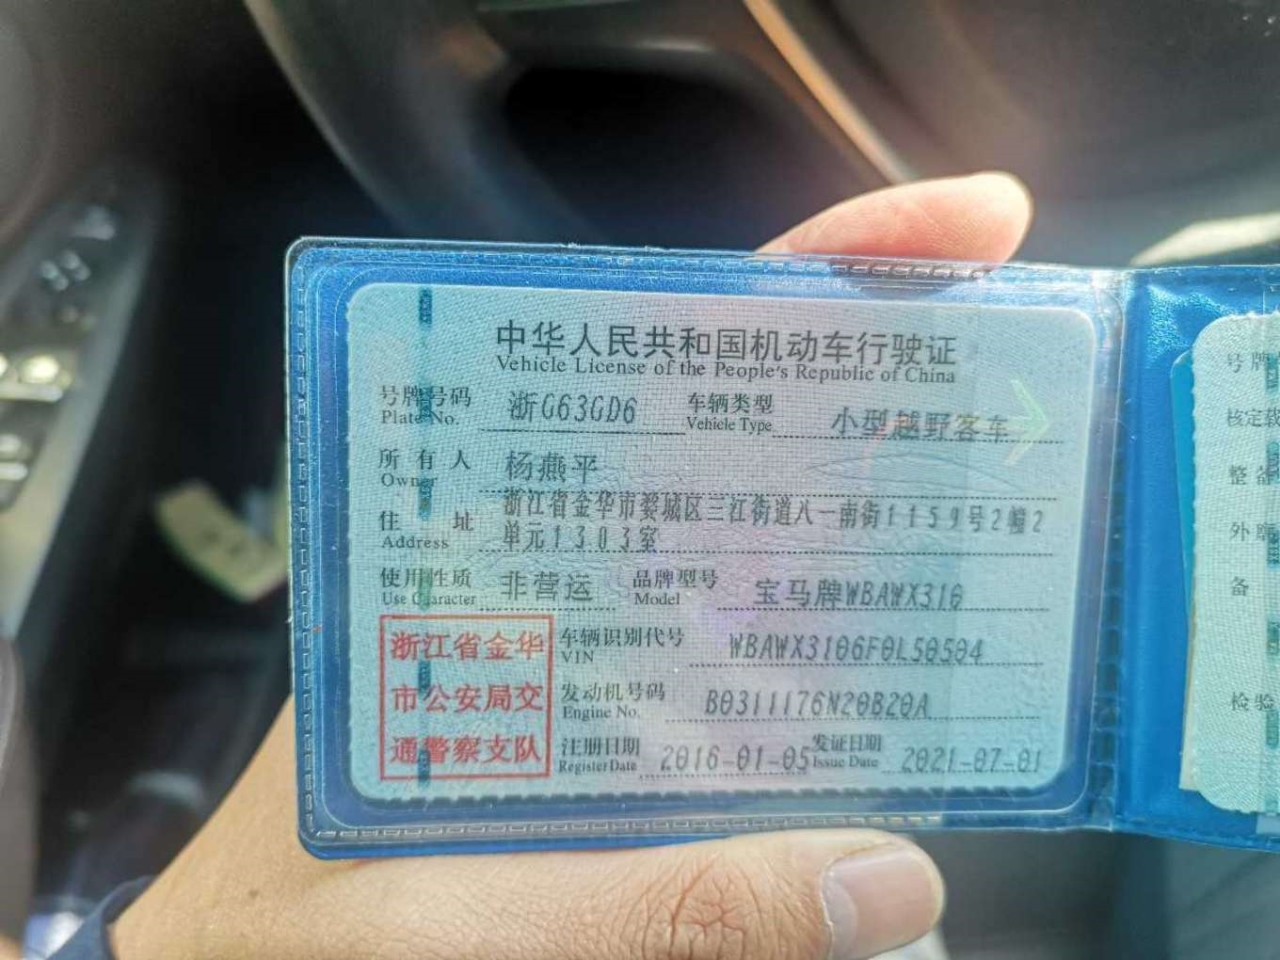 中华人民共和国机动车行驶证
Vehicle License of the People's Republic of China
号牌号码 浙G63GD6 车辆类型 小型越野客车
Plate No. Vehicle Type
所有人 杨燕平
Owner
住址 浙江省金华市婺城区三江街道八一南街1159号2幢2
Address 单元1303室
使用性质 非营运 品牌型号 宝马牌WBAWX310
Use Character Model
浙江省金华 车辆识别代号 WBAWX3106F0L50504
VIN
市公安局交 发动机号码 B0311176N20B20A
Engine No.
通警察支队 注册日期 2016-01-05 发证日期 2021-07-01
Register Date Issue Date
号牌
核定载
整备
外廓
备
检验